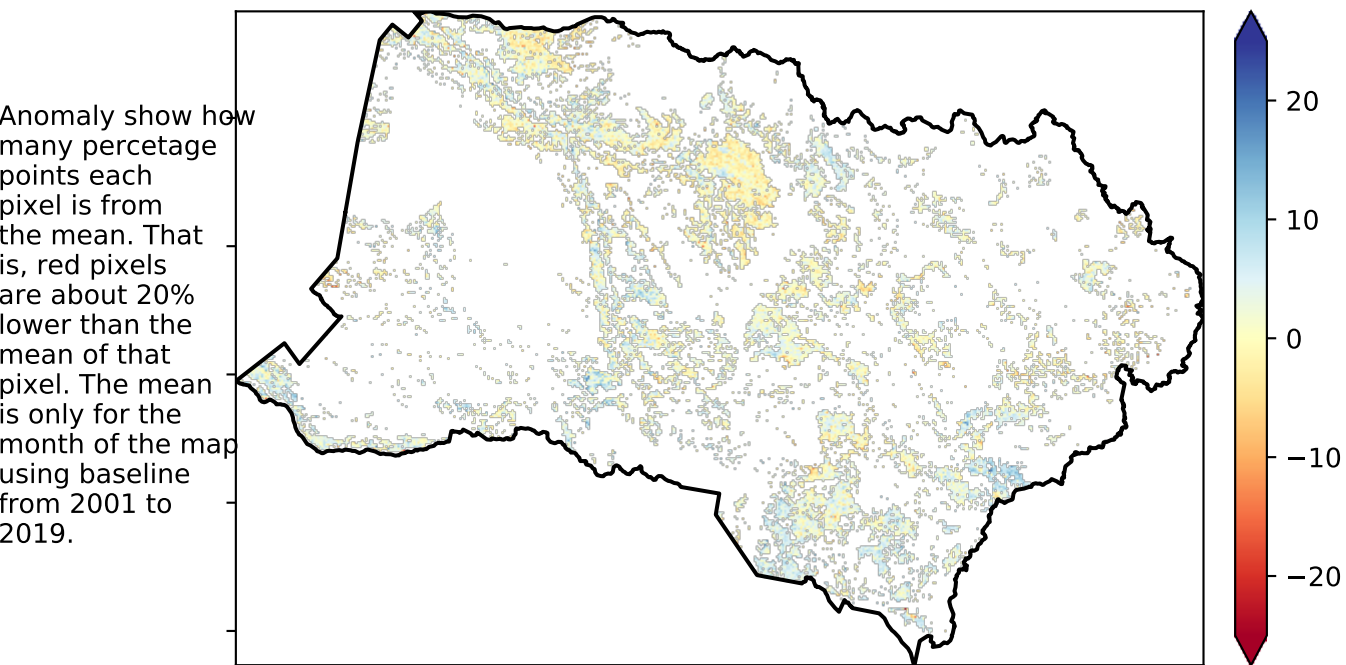 Anomaly show how
many percetage
points each
pixel is from
the mean. That
is, red pixels
are about 20%
lower than the
mean of that
pixel. The mean
is only for the
month of the map
using baseline
from 2001 to
2019.
20
10
0
−10
−20